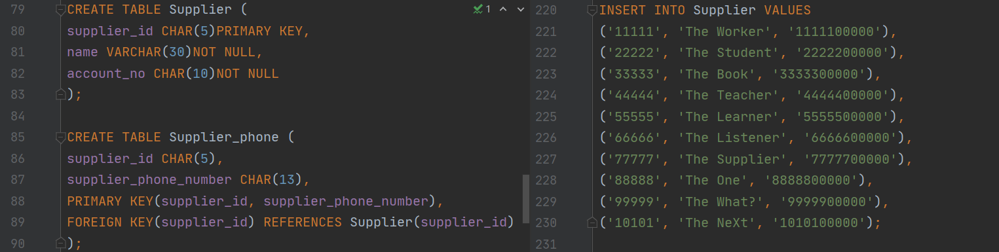 79 CREATE TABLE Supplier (
80 supplier_id CHAR(5)PRIMARY KEY,
81 name VARCHAR(30)NOT NULL,
82 account_no CHAR(10)NOT NULL
83 );
84
85 CREATE TABLE Supplier_phone (
86 supplier_id CHAR(5),
87 supplier_phone_number CHAR(13),
88 PRIMARY KEY(supplier_id, supplier_phone_number),
89 FOREIGN KEY(supplier_id) REFERENCES Supplier(supplier_id)
90 );
1
220 INSERT INTO Supplier VALUES
221 ('11111', 'The Worker', '1111100000'),
222 ('22222', 'The Student', '2222200000'),
223 ('33333', 'The Book', '3333300000'),
224 ('44444', 'The Teacher', '4444400000'),
225 ('55555', 'The Learner', '5555500000'),
226 ('66666', 'The Listener', '6666600000'),
227 ('77777', 'The Supplier', '7777700000'),
228 ('88888', 'The One', '8888800000'),
229 ('99999', 'The What?', '9999900000'),
230 ('10101', 'The NeXt', '1010100000');
231